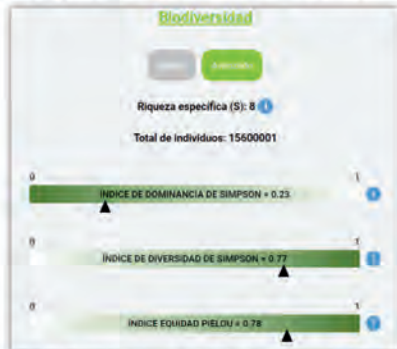 Biodiversidad
Riqueza específica (S): 8
Total de individuos: 15600001
0 1
ÍNDICE DE DOMINANCIA DE SIMPSON = 0.23
0 1
ÍNDICE DE DIVERSIDAD DE SIMPSON = 0.77
0 1
ÍNDICE EQUIDAD PIELOU = 0.78